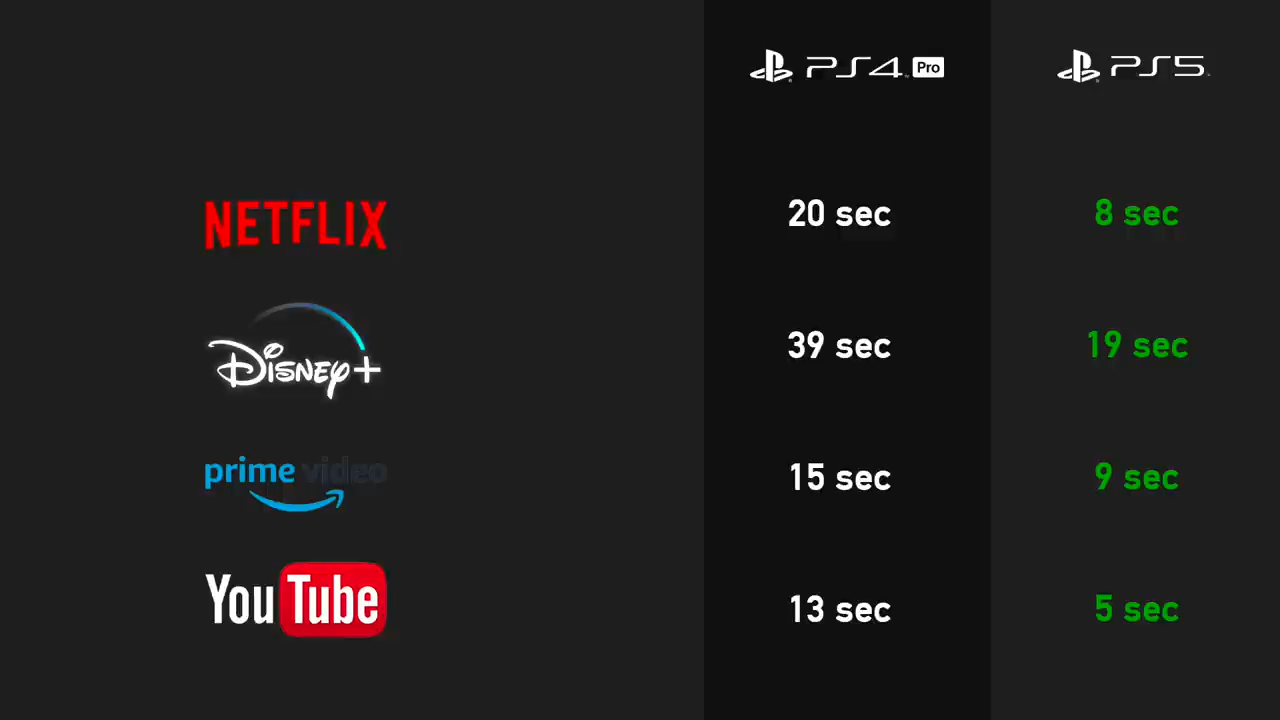 PS4 Pro PS5
NETFLIX 20 sec 8 sec
Disney+ 39 sec 19 sec
prime video 15 sec 9 sec
YouTube 13 sec 5 sec